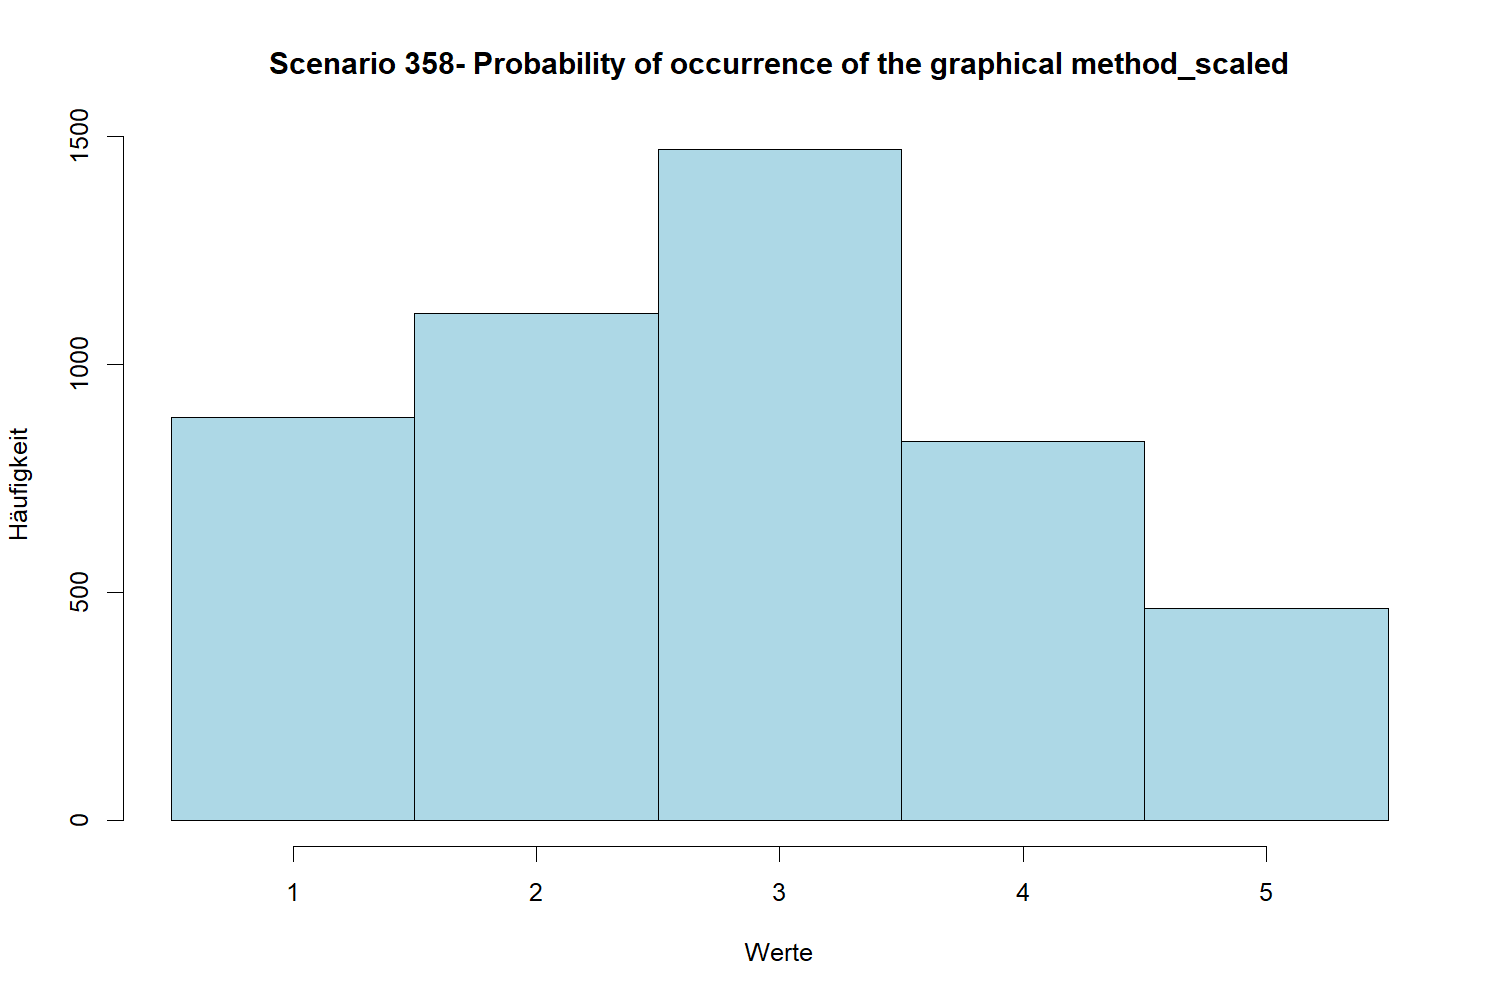 Scenario 358- Probability of occurrence of the graphical method_scaled
1500
1000
500
0
Häufigkeit
1 2 3 4 5
Werte